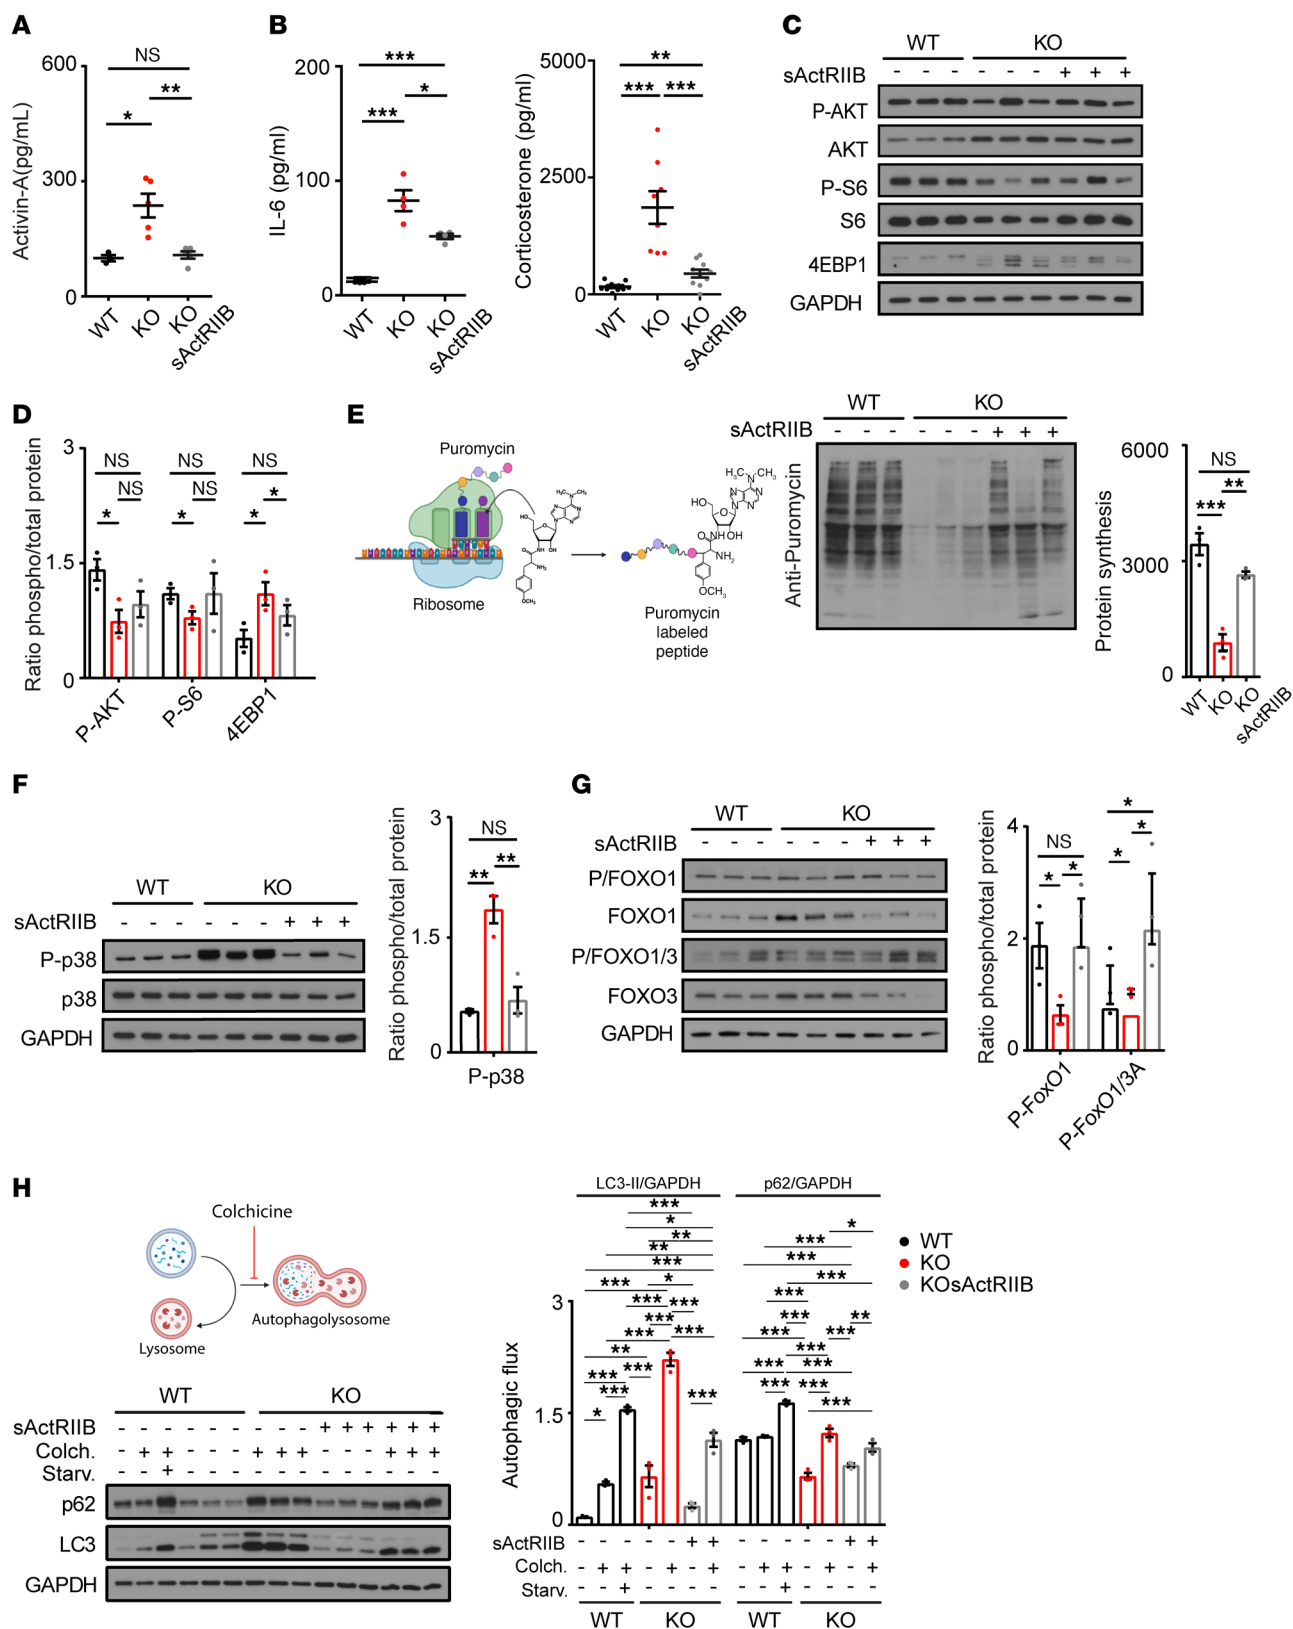 A
NS
**
*
600
300
0
Activin-A(pg/mL)
WT
KO
KO
sActRIIB
B
***
*
***
200
100
0
IL-6 (pg/ml)
WT
KO
KO
sActRIIB
**
*** ***
5000
2500
0
Corticosterone (pg/ml)
WT
KO
KO
sActRIIB
C
WT KO
sActRIIB - - - - - - + + +
P-AKT
AKT
P-S6
S6
4EBP1
GAPDH
D
NS NS NS
NS NS *
* * *
3
1.5
0
Ratio phospho/total protein
P-AKT
P-S6
4EBP1
E
Puromycin
Ribosome
Puromycin
labeled
peptide
WT KO
sActRIIB - - - - - - + + +
Anti-Puromycin
NS
**
***
6000
3000
0
Protein synthesis
WT
KO
KO
sActRIIB
F
WT KO
sActRIIB - - - - - - + + +
P-p38
p38
GAPDH
NS
**
**
3
1.5
0
Ratio phospho/total protein
P-p38
G
WT KO
sActRIIB - - - - - - + + +
P/FOXO1
FOXO1
P/FOXO1/3
FOXO3
GAPDH
NS
* *
*
*
*
4
2
0
Ratio phospho/total protein
P-FoxO1
P-FoxO1/3A
H
Colchicine
Lysosome
Autophagolysosome
WT KO
sActRIIB - - - - - - - - - + + + + + +
Colch. - + + - - - + + + - - - + + +
Starv. - - + - - - - - - - - - - - -
p62
LC3
GAPDH
LC3-II/GAPDH p62/GAPDH
3
1.5
0
Autophagic flux
sActRIIB - - - - - + + - - - - - + +
Colch. - + + - + - + - + + - + - +
Starv. - - + - - - - - - + - - - -
WT KO WT KO
WT
KO
KOsActRIIB